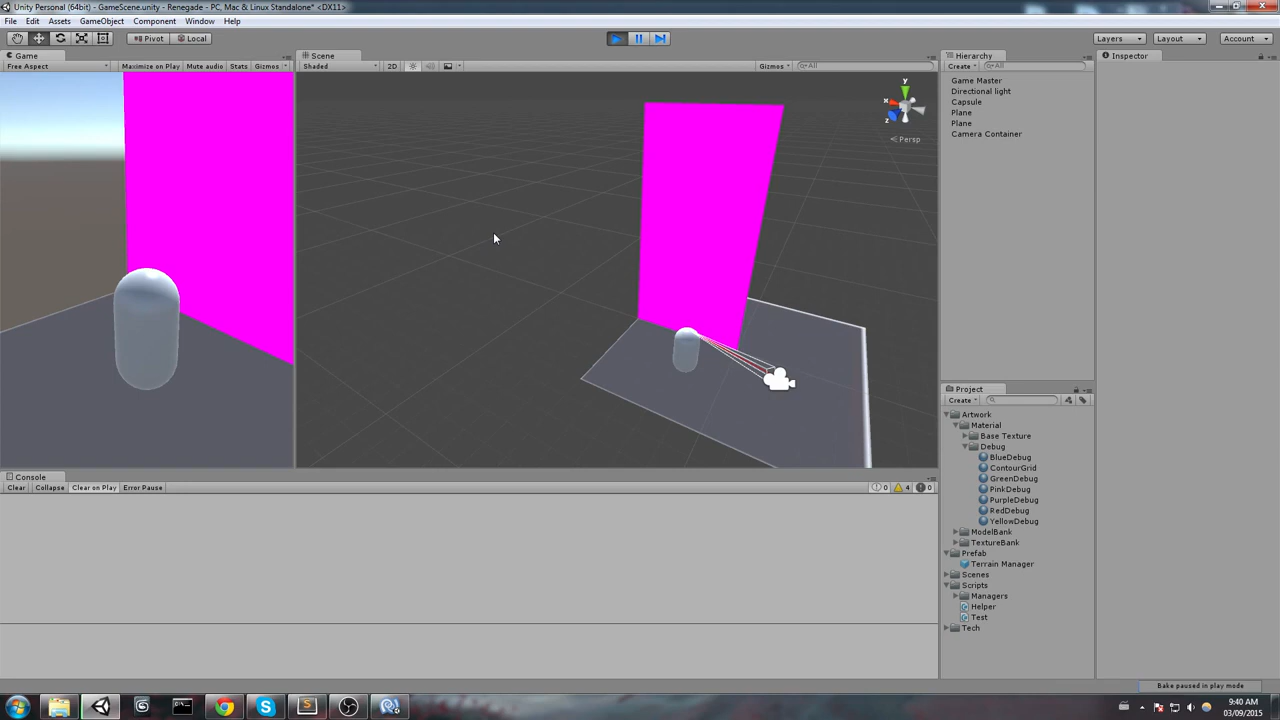 Unity Personal (64bit) - GameScene.unity - Renegade - PC, Mac & Linux Standalone* <DX11>
File Edit Assets GameObject Component Window Help
Pivot Local Layers Layout Account
Game Scene Hierarchy Inspector
Free Aspect Maximize on Play Mute audio Stats Gizmos Shaded 2D Gizmos All Create All
Game Master
Directional light
Capsule
Plane
Plane
Camera Container
y
x
z
Persp
Project
Create
Artwork
Material
Base Texture
Debug
BlueDebug
ContourGrid
GreenDebug
PinkDebug
PurpleDebug
RedDebug
YellowDebug
ModelBank
TextureBank
Prefab
Terrain Manager
Scenes
Scripts
Managers
Helper
Test
Tech
Console
Clear Collapse Clear on Play Error Pause 0 4 0
Bake paused in play mode
9:40 AM
03/09/2015